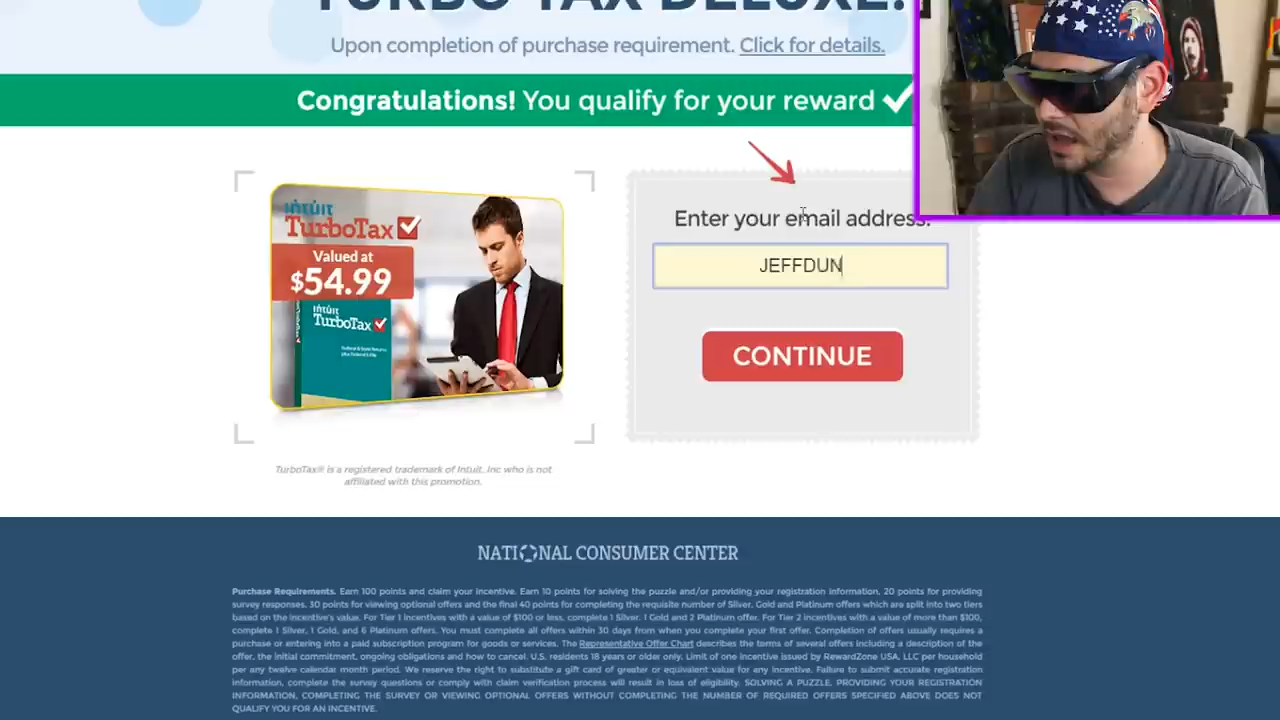 TURBO TAX DELUXE!
Upon completion of purchase requirement. Click for details.
Congratulations! You qualify for your reward
Enter your email address:
JEFFDUN
CONTINUE
intuit
TurboTax
Valued at
$54.99
intuit
TurboTax
TurboTax® is a registered trademark of Intuit, Inc who is not
affiliated with this promotion.
NATIONAL CONSUMER CENTER
Purchase Requirements. Earn 100 points and claim your incentive. Earn 10 points for solving the puzzle and/or providing your registration information, 20 points for providing
survey responses. 30 points for viewing optional offers and the final 40 points for completing the requisite number of Silver, Gold and Platinum offers which are split into two tiers
based on the incentive's value. For Tier 1 incentives with a value of $100 or less, complete 1 Silver, 1 Gold and 2 Platinum offer. For Tier 2 incentives with a value of more than $100,
complete 1 Silver, 1 Gold, and 6 Platinum offers. You must complete all offers within 30 days from when you complete your first offer. Completion of offers usually requires a
purchase or entering into a paid subscription program for goods or services. The Representative Offer Chart describes the terms of several offers including a description of the
offer, the initial commitment, ongoing obligations and how to cancel. U.S. residents 18 years or older only. Limit of one incentive issued by RewardZone USA, LLC per household
per any twelve calendar month period. We reserve the right to substitute a gift card of greater or equivalent value for any incentive. Failure to submit accurate registration
information, complete the survey questions or comply with claim verification process will result in loss of eligibility. SOLVING A PUZZLE, PROVIDING YOUR REGISTRATION
INFORMATION, COMPLETING THE SURVEY OR VIEWING OPTIONAL OFFERS WITHOUT COMPLETING THE NUMBER OF REQUIRED OFFERS SPECIFIED ABOVE DOES NOT
QUALIFY YOU FOR AN INCENTIVE.